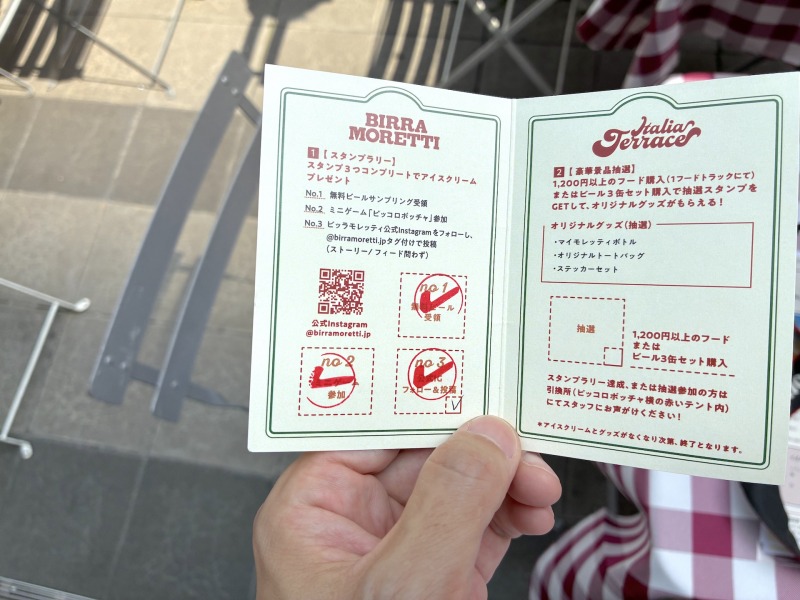 BIRRA
MORETTI
1【スタンプラリー】
スタンプ3つコンプリートでアイスクリーム
プレゼント
No.1 無料ビールサンプリング受領
No.2 ミニゲーム「ピッコロボッチャ」参加
No.3 ビッラモレッティ公式Instagramをフォローし、
@birramoretti.jpタグ付けで投稿
(ストーリー/フィード問わず)
公式Instagram
@birramoretti.jp
no 1
無料ビール
受領
no 2
ミニゲーム
参加
no 3
フォロー&投稿
Italia
Terrace
2【豪華景品抽選】
1,200円以上のフード購入(1フードトラックにて)
またはビール3缶セット購入で抽選スタンプを
GETして、オリジナルグッズがもらえる!
オリジナルグッズ(抽選)
・マイモレッティボトル
・オリジナルトートバッグ
・ステッカーセット
抽選
1,200円以上のフード
または
ビール3缶セット購入
スタンプラリー達成、または抽選参加の方は
引換所(ピッコロボッチャ横の赤いテント内)
にてスタッフにお声がけください!
*アイスクリームとグッズがなくなり次第、終了となります。